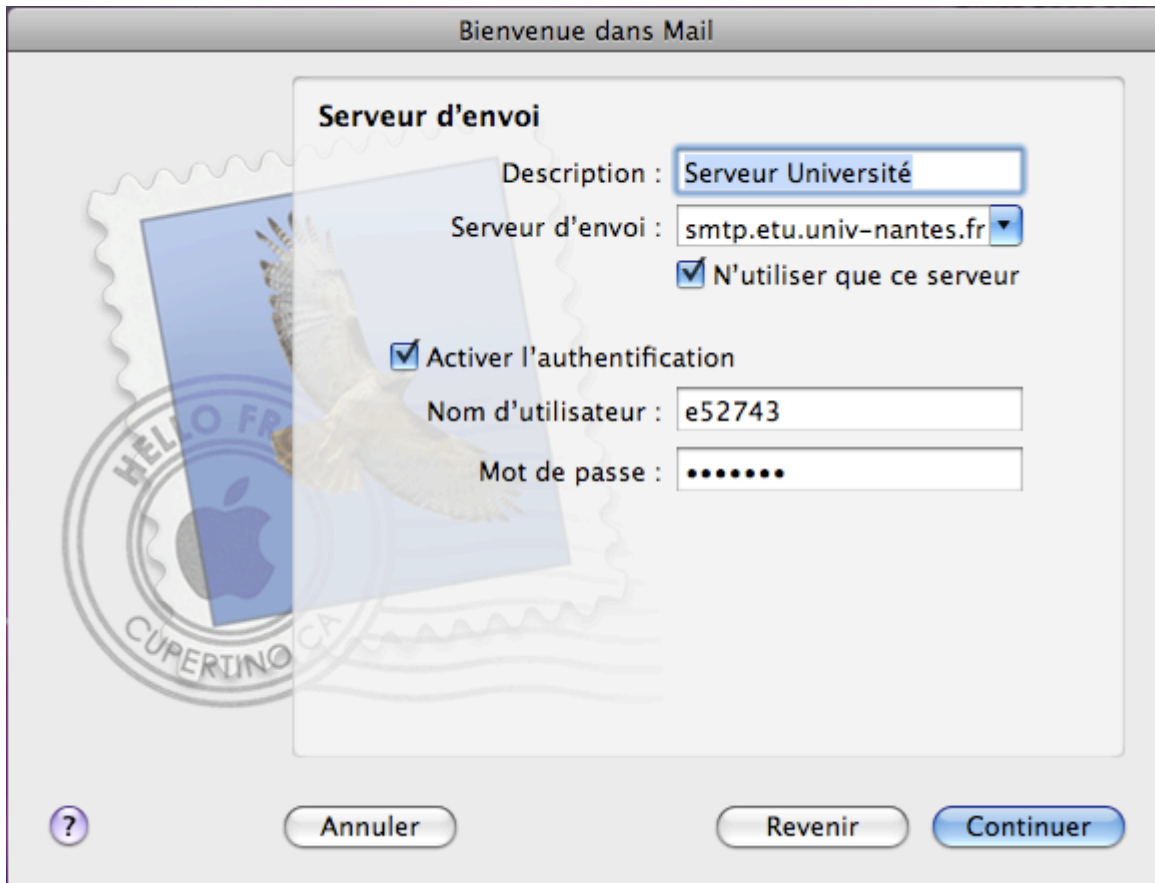 Bienvenue dans Mail
Serveur d'envoi
Description : Serveur Université
Serveur d'envoi : smtp.etu.univ-nantes.fr
N'utiliser que ce serveur
Activer l'authentification
Nom d'utilisateur : e52743
Mot de passe : •••••••
HELLO FR
CUPERTINO CA
? Annuler Revenir Continuer